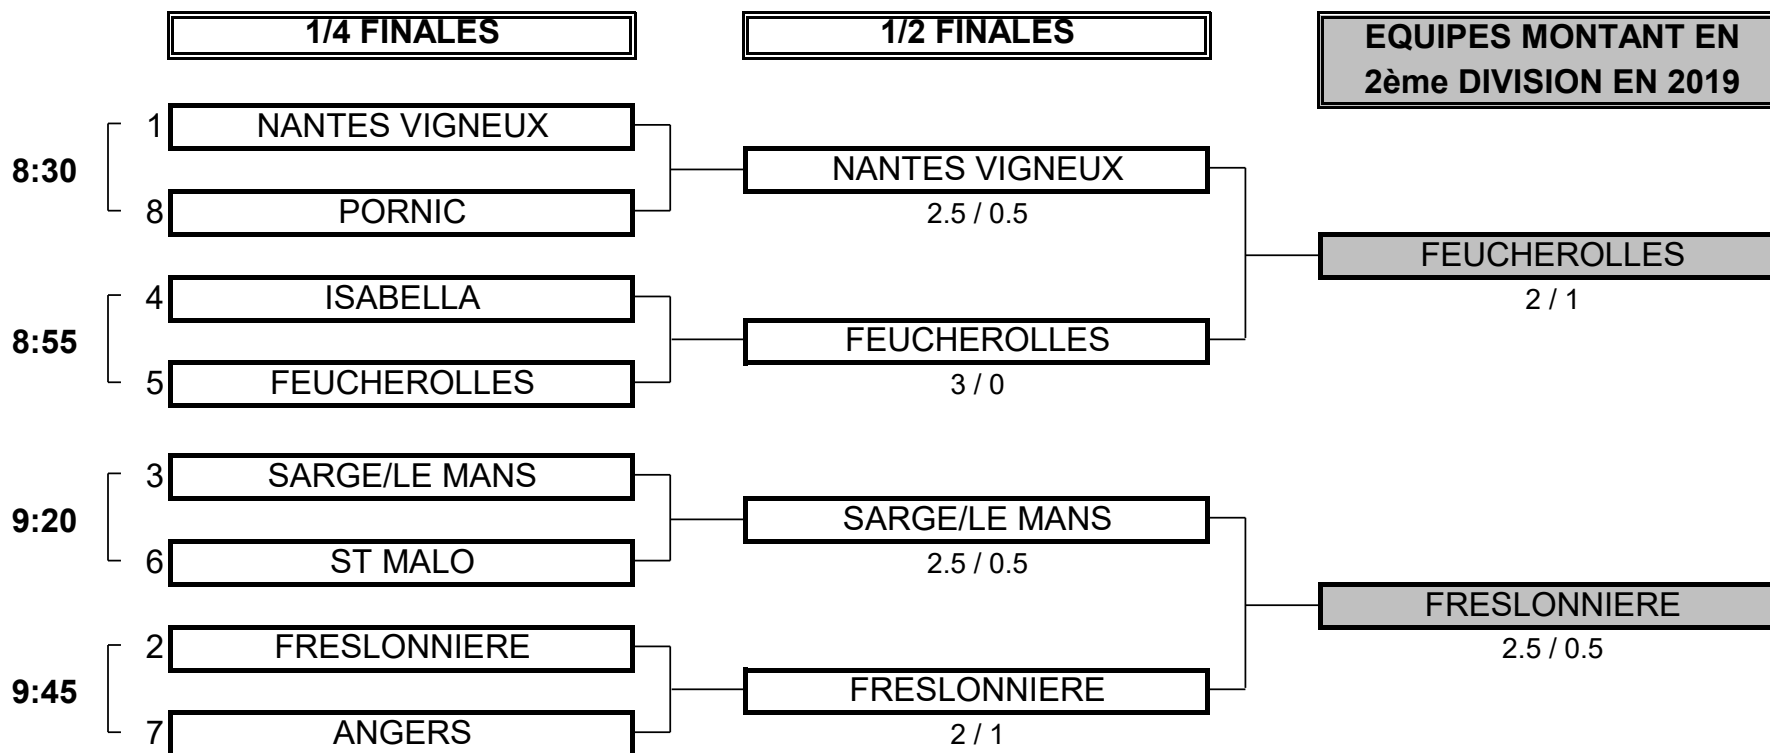 1/4 FINALES
1/2 FINALES
EQUIPES MONTANT EN
2ème DIVISION EN 2019
8:30
1
NANTES VIGNEUX
8
PORNIC
NANTES VIGNEUX
2.5 / 0.5
8:55
4
ISABELLA
5
FEUCHEROLLES
FEUCHEROLLES
3 / 0
FEUCHEROLLES
2 / 1
9:20
3
SARGE/LE MANS
6
ST MALO
SARGE/LE MANS
2.5 / 0.5
9:45
2
FRESLONNIERE
7
ANGERS
FRESLONNIERE
2 / 1
FRESLONNIERE
2.5 / 0.5